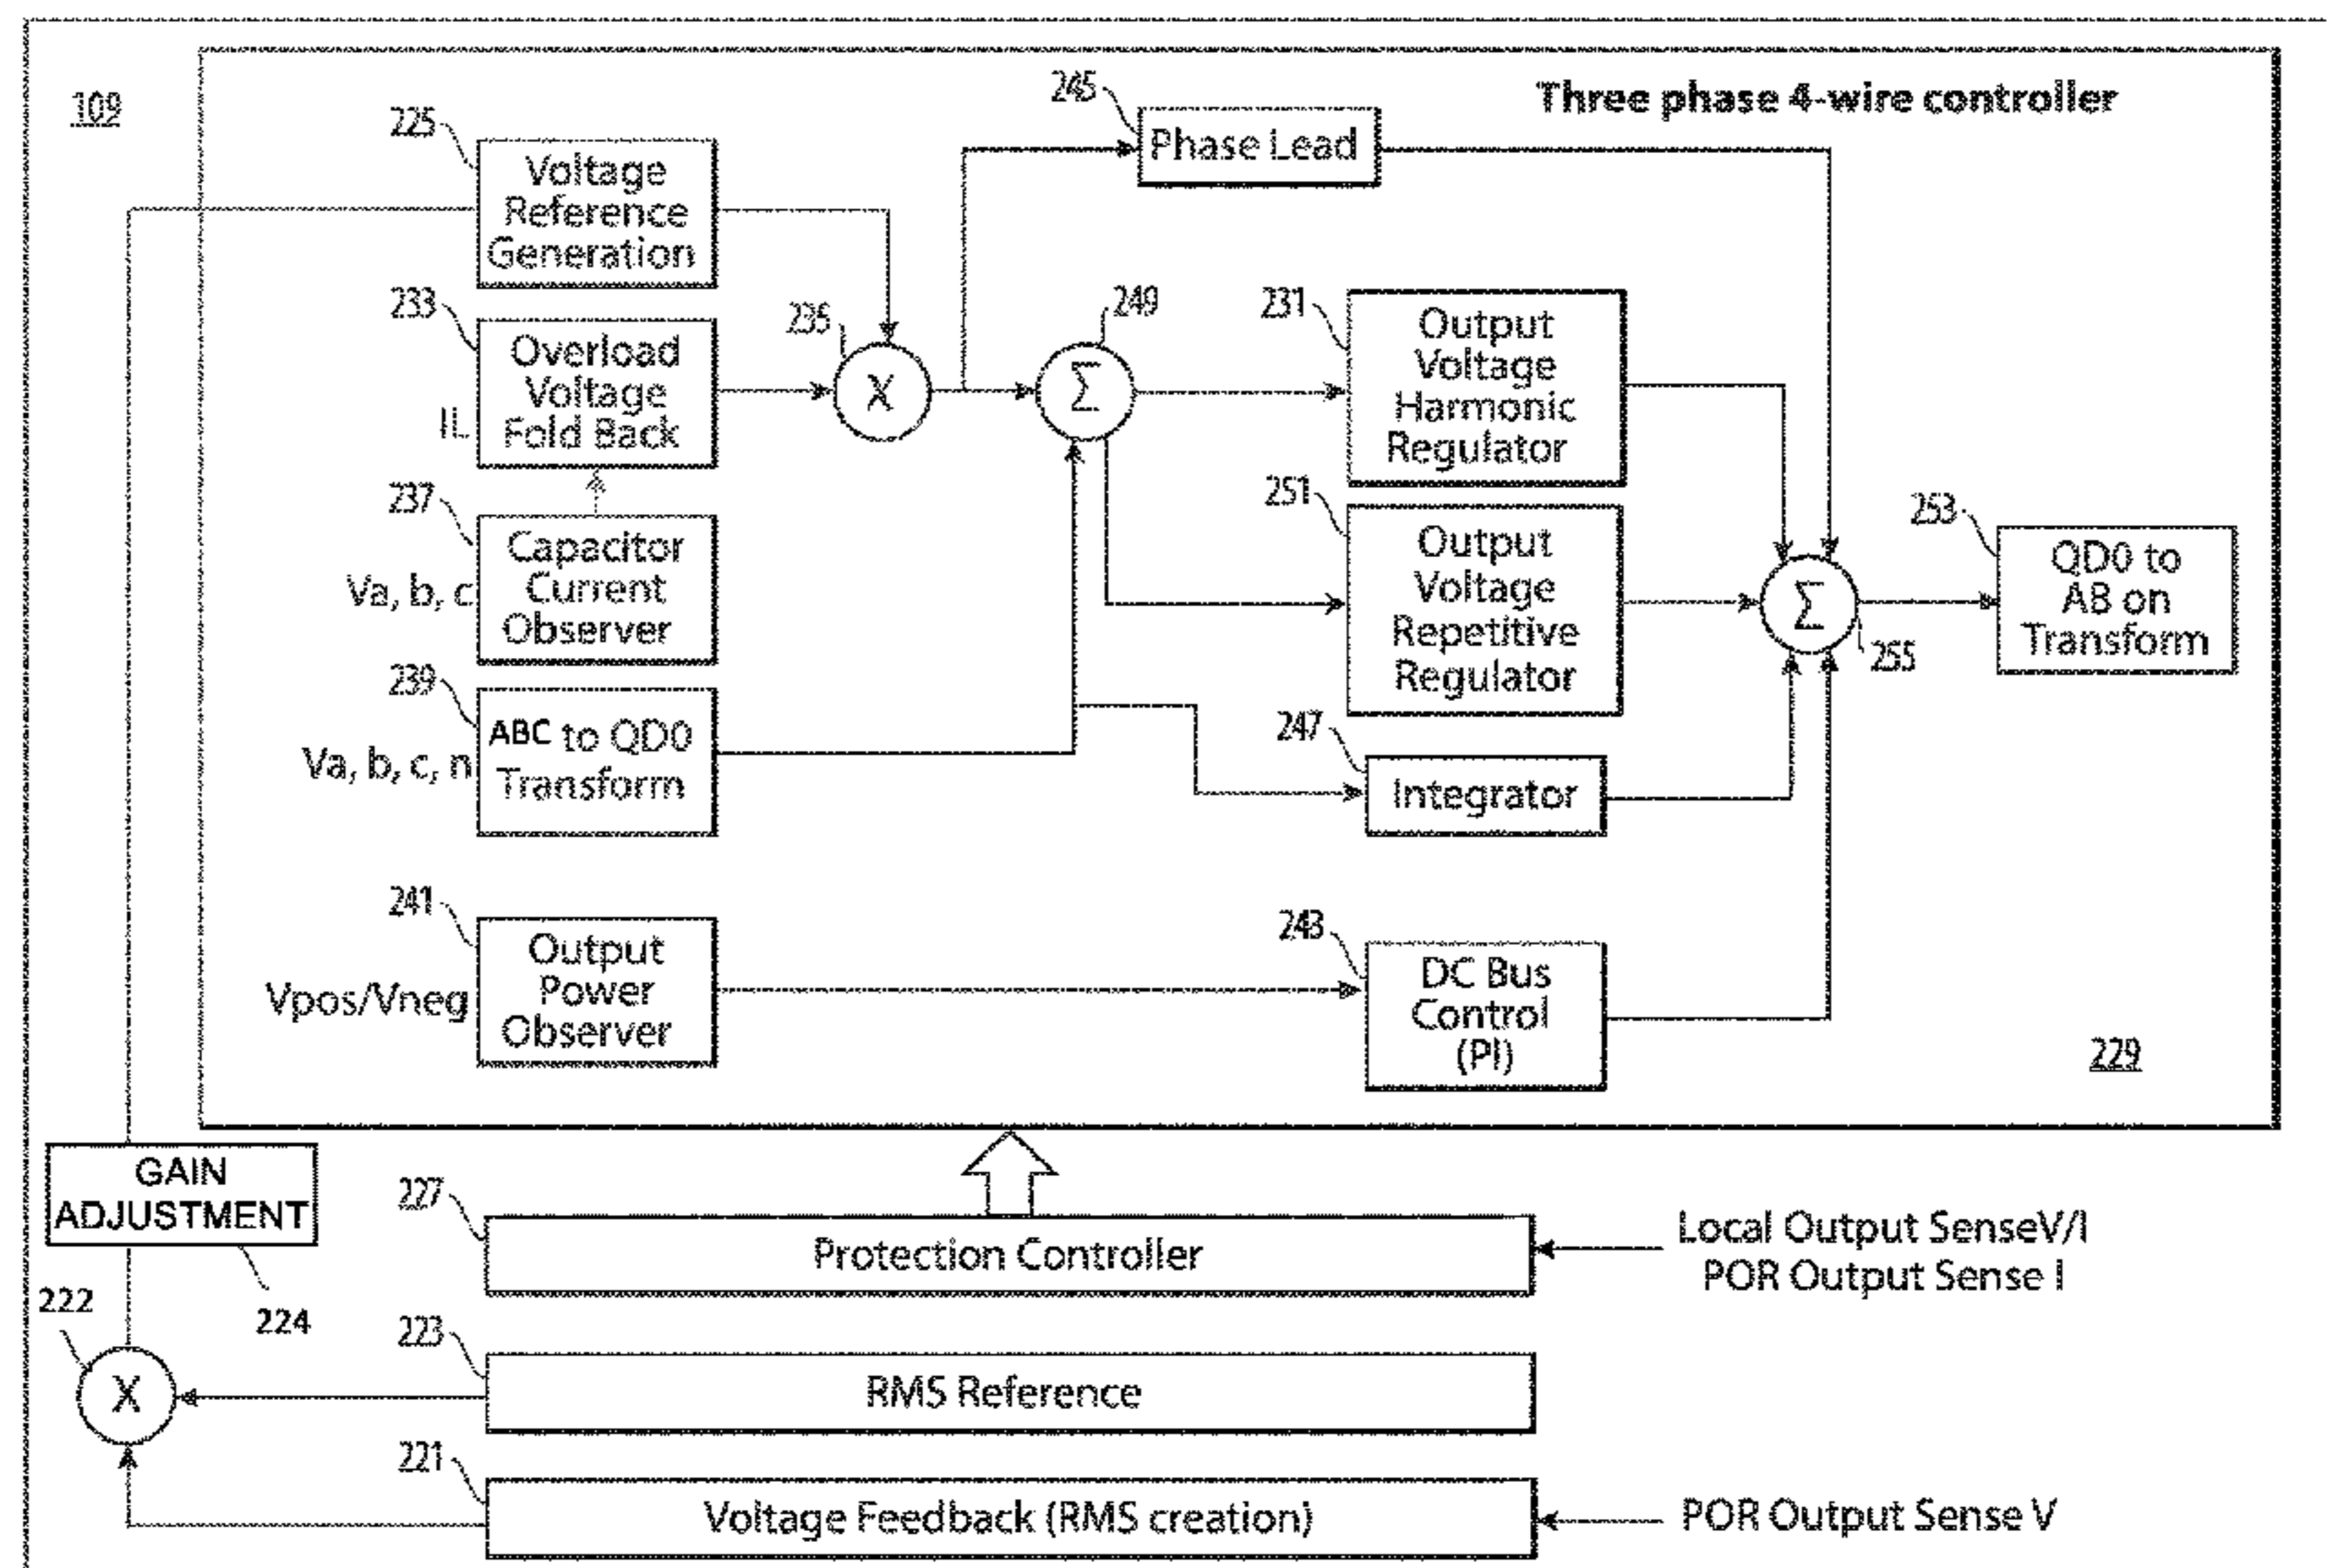 109
Three phase 4-wire controller
245
Phase Lead
225
Voltage
Reference
Generation
233
Overload
Voltage
Fold Back
IL
235
X
249
Σ
231
Output
Voltage
Harmonic
Regulator
237
Capacitor
Current
Observer
Va, b, c
251
Output
Voltage
Repetitive
Regulator
Σ
255
253
QD0 to
AB on
Transform
239
ABC to QD0
Transform
Va, b, c, n
247
Integrator
241
Output
Power
Observer
Vpos/Vneg
243
DC Bus
Control
(PI)
229
GAIN
ADJUSTMENT
224
227
Protection Controller
Local Output SenseV/I
POR Output Sense I
222
X
223
RMS Reference
221
Voltage Feedback (RMS creation)
POR Output Sense V